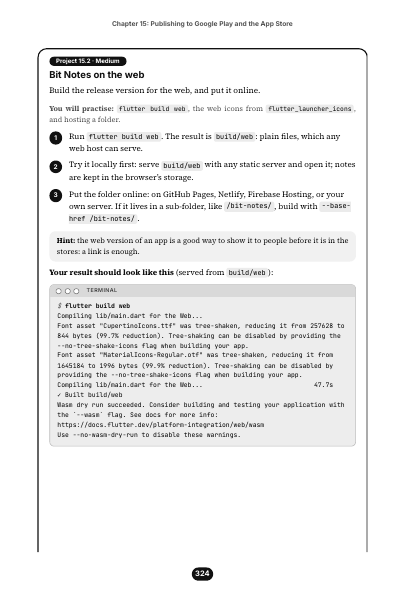 Chapter 15: Publishing to Google Play and the App Store
Project 15.2 · Medium
Bit Notes on the web
Build the release version for the web, and put it online.
You will practise: flutter build web, the web icons from flutter_launcher_icons,
and hosting a folder.
1 Run flutter build web. The result is build/web: plain files, which any
web host can serve.
2 Try it locally first: serve build/web with any static server and open it; notes
are kept in the browser's storage.
3 Put the folder online: on GitHub Pages, Netlify, Firebase Hosting, or your
own server. If it lives in a sub-folder, like /bit-notes/, build with --base-
href /bit-notes/.
Hint: the web version of an app is a good way to show it to people before it is in the
stores: a link is enough.
Your result should look like this (served from build/web):
TERMINAL
$ flutter build web
Compiling lib/main.dart for the Web...
Font asset "CupertinoIcons.ttf" was tree-shaken, reducing it from 257628 to
844 bytes (99.7% reduction). Tree-shaking can be disabled by providing the
--no-tree-shake-icons flag when building your app.
Font asset "MaterialIcons-Regular.otf" was tree-shaken, reducing it from
1645184 to 1996 bytes (99.9% reduction). Tree-shaking can be disabled by
providing the --no-tree-shake-icons flag when building your app.
Compiling lib/main.dart for the Web... 47.7s
✓ Built build/web
Wasm dry run succeeded. Consider building and testing your application with
the `--wasm` flag. See docs for more info:
https://docs.flutter.dev/platform-integration/web/wasm
Use --no-wasm-dry-run to disable these warnings.
324